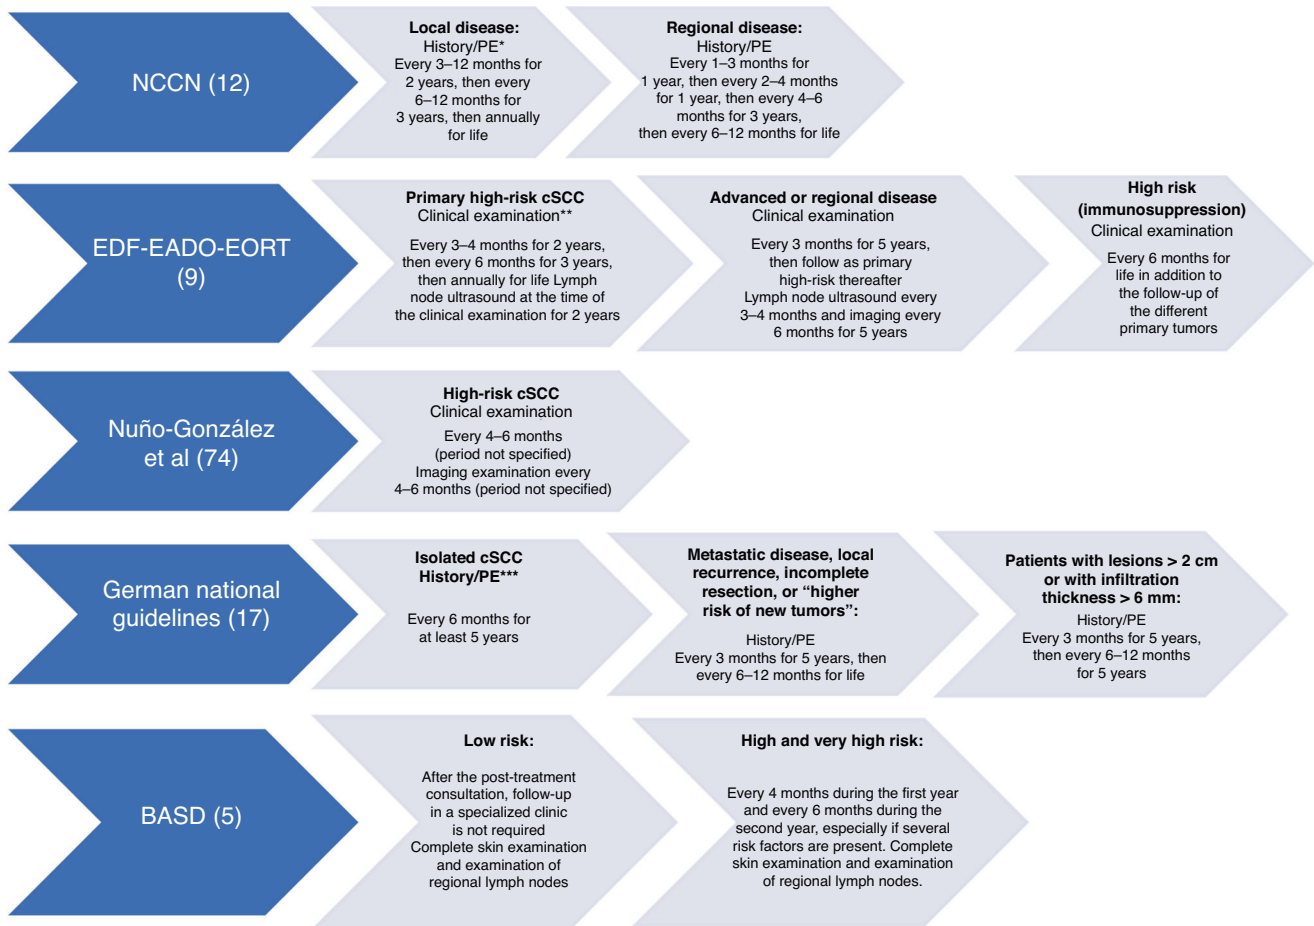 NCCN (12)
Local disease:
History/PE*
Every 3–12 months for
2 years, then every
6–12 months for
3 years, then annually
for life
Regional disease:
History/PE
Every 1–3 months for
1 year, then every 2–4 months
for 1 year, then every 4–6
months for 3 years,
then every 6–12 months for life
EDF-EADO-EORT
(9)
Primary high-risk cSCC
Clinical examination**
Every 3–4 months for 2 years,
then every 6 months for 3 years,
then annually for life Lymph
node ultrasound at the time of
the clinical examination for 2 years
Advanced or regional disease
Clinical examination
Every 3 months for 5 years,
then follow as primary
high-risk thereafter
Lymph node ultrasound every
3–4 months and imaging every
6 months for 5 years
High risk
(immunosuppression)
Clinical examination
Every 6 months for
life in addition to
the follow-up of
the different
primary tumors
Nuño-González
et al (74)
High-risk cSCC
Clinical examination
Every 4–6 months
(period not specified)
Imaging examination every
4–6 months (period not specified)
German national
guidelines (17)
Isolated cSCC
History/PE***
Every 6 months for
at least 5 years
Metastatic disease, local
recurrence, incomplete
resection, or “higher
risk of new tumors”:
History/PE
Every 3 months for 5 years, then
every 6–12 months for life
Patients with lesions > 2 cm
or with infiltration
thickness > 6 mm:
History/PE
Every 3 months for 5 years,
then every 6–12 months
for 5 years
BASD (5)
Low risk:
After the post-treatment
consultation, follow-up
in a specialized clinic
is not required
Complete skin examination
and examination of
regional lymph nodes
High and very high risk:
Every 4 months during the first year
and every 6 months during the
second year, especially if several
risk factors are present. Complete
skin examination and examination
of regional lymph nodes.